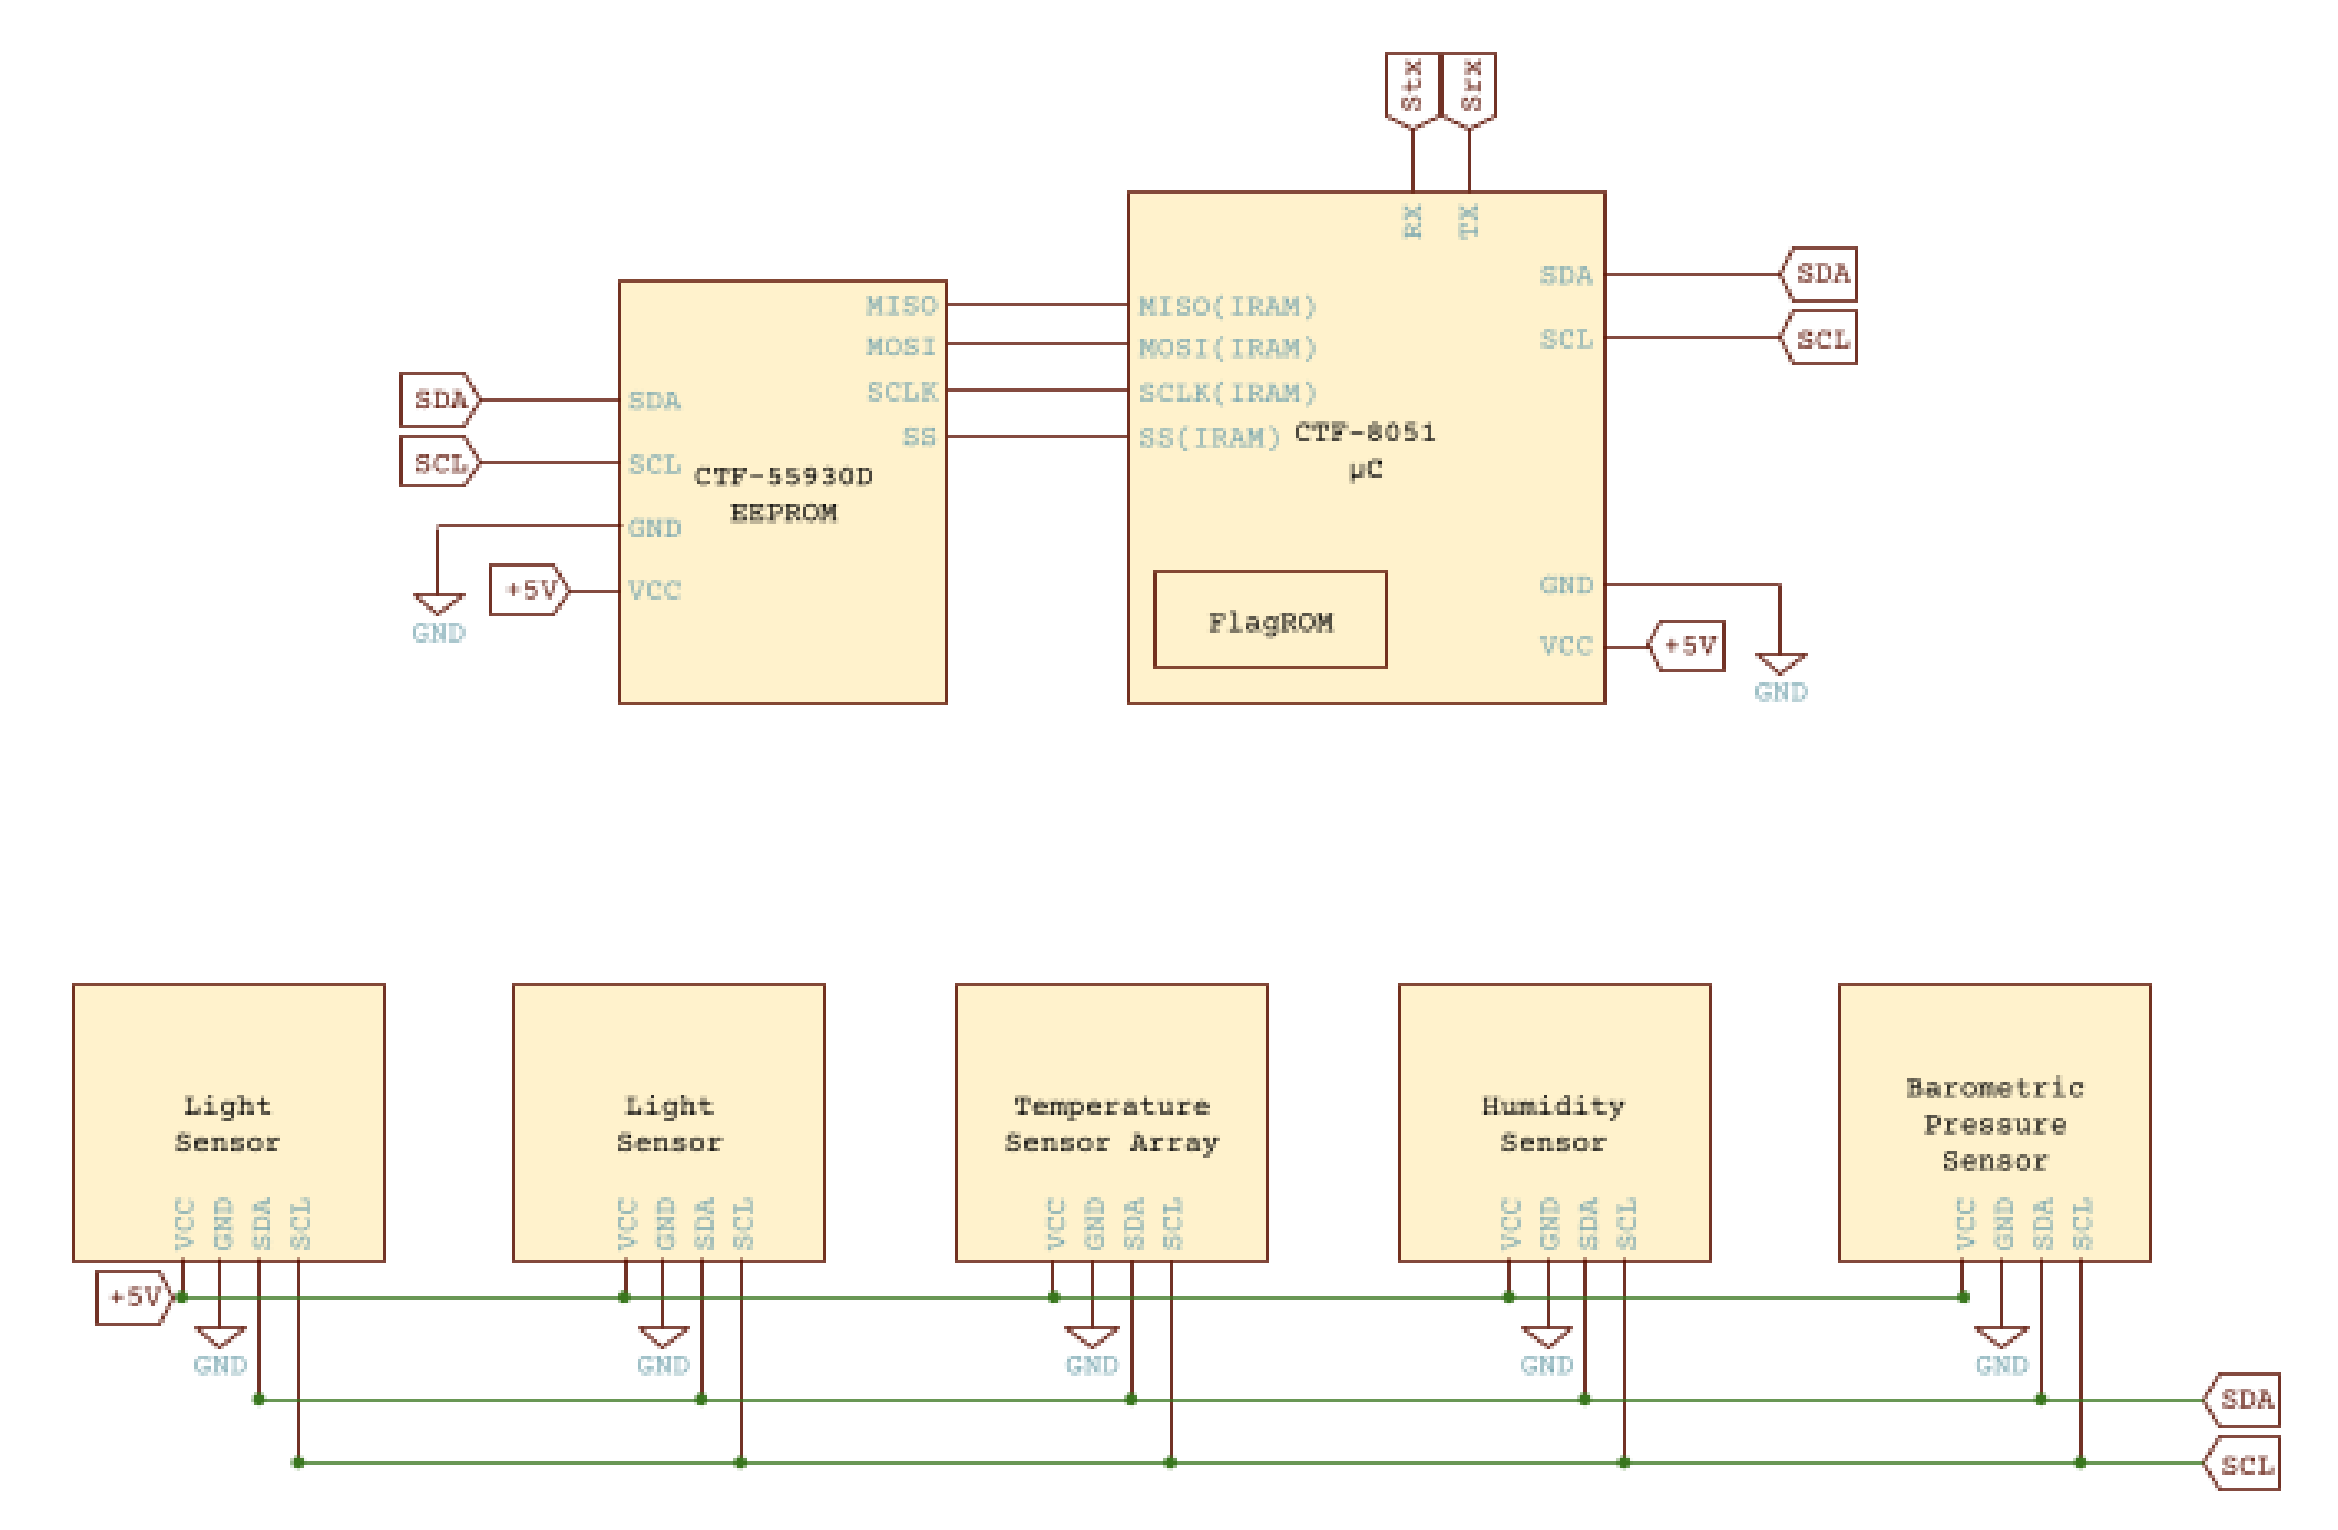 Stx
Srx
RX
TX
SDA
SDA
MISO
MISO(IRAM)
MOSI
MOSI(IRAM)
SCL
SCL
SCLK
SCLK(IRAM)
SDA
SDA
SS
SS(IRAM)
CTF-8051
µC
SCL
SCL
CTF-55930D
EEPROM
GND
+5V
VCC
GND
FlagROM
GND
VCC
+5V
GND
Light
Sensor
VCC
GND
SDA
SCL
Light
Sensor
VCC
GND
SDA
SCL
Temperature
Sensor Array
VCC
GND
SDA
SCL
Humidity
Sensor
VCC
GND
SDA
SCL
Barometric
Pressure
Sensor
VCC
GND
SDA
SCL
+5V
GND
GND
GND
GND
GND
SDA
SCL